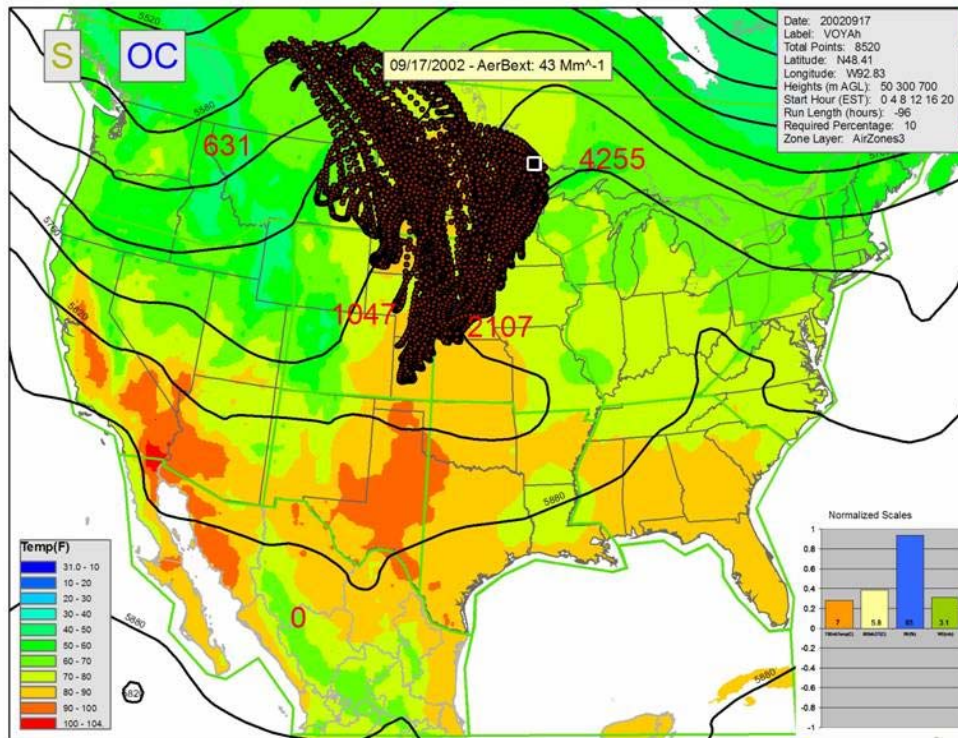 S
OC
09/17/2002 - AerBext: 43 Mm^-1
Date: 20020917
Label: VOYAh
Total Points: 8520
Latitude: N48.41
Longitude: W92.83
Heights (m AGL): 50 300 700
Start Hour (EST): 0 4 8 12 16 20
Run Length (hours): -96
Required Percentage: 10
Zone Layer: AirZones3
5520
5580
631
4255
5760
1047
2107
5880
5880
5880
0
Temp(F)
31.0 - 10
10 - 20
20 - 30
30 - 40
40 - 50
50 - 60
60 - 70
70 - 80
80 - 90
90 - 100
100 - 104.
Normalized Scales
1
0.8
0.6
0.4
0.2
0
-0.2
-0.4
-0.6
-0.8
-1
7
5.8
3.1